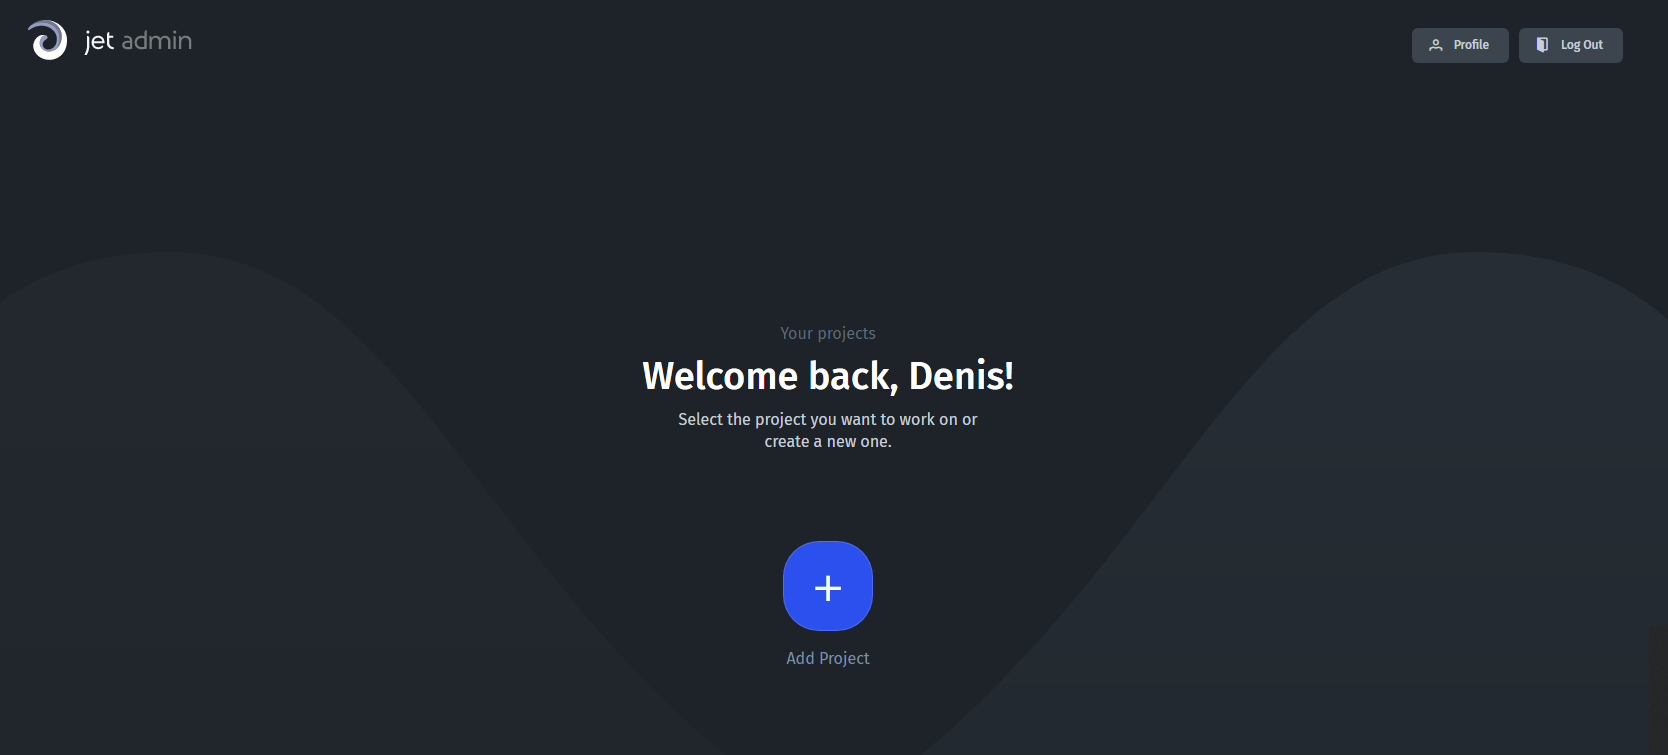 jet admin
Profile
Log Out
Your projects
Welcome back, Denis!
Select the project you want to work on or
create a new one.
Add Project